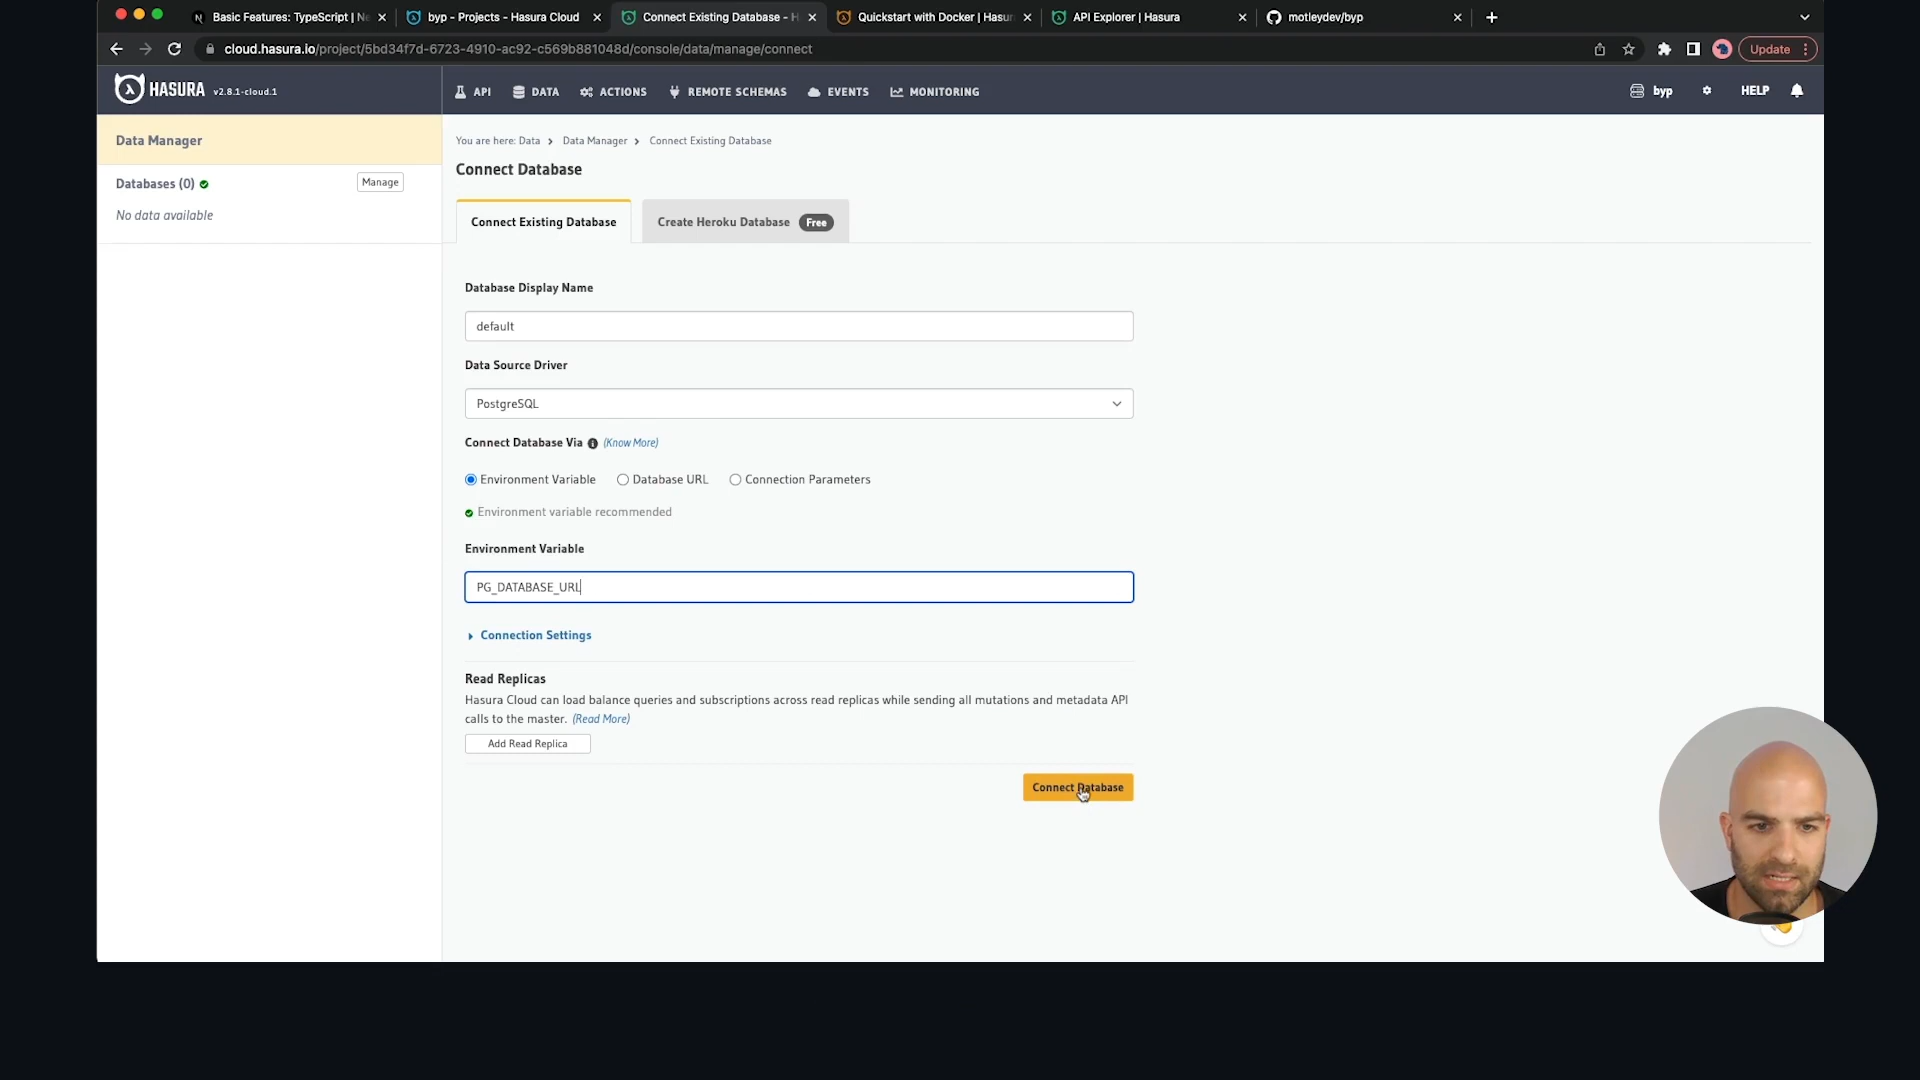 Basic Features: TypeScript | Ne
byp - Projects - Hasura Cloud
Connect Existing Database - H
Quickstart with Docker | Hasur
API Explorer | Hasura
motleydev/byp
cloud.hasura.io/project/5bd34f7d-6723-4910-ac92-c569b881048d/console/data/manage/connect
Update
HASURA v2.8.1-cloud.1
API
DATA
ACTIONS
REMOTE SCHEMAS
EVENTS
MONITORING
byp
HELP
Data Manager
Databases (0)
Manage
No data available
You are here: Data > Data Manager > Connect Existing Database
Connect Database
Connect Existing Database
Create Heroku Database Free
Database Display Name
default
Data Source Driver
PostgreSQL
Connect Database Via (Know More)
Environment Variable
Database URL
Connection Parameters
Environment variable recommended
Environment Variable
PG_DATABASE_URL
Connection Settings
Read Replicas
Hasura Cloud can load balance queries and subscriptions across read replicas while sending all mutations and metadata API
calls to the master. (Read More)
Add Read Replica
Connect Database